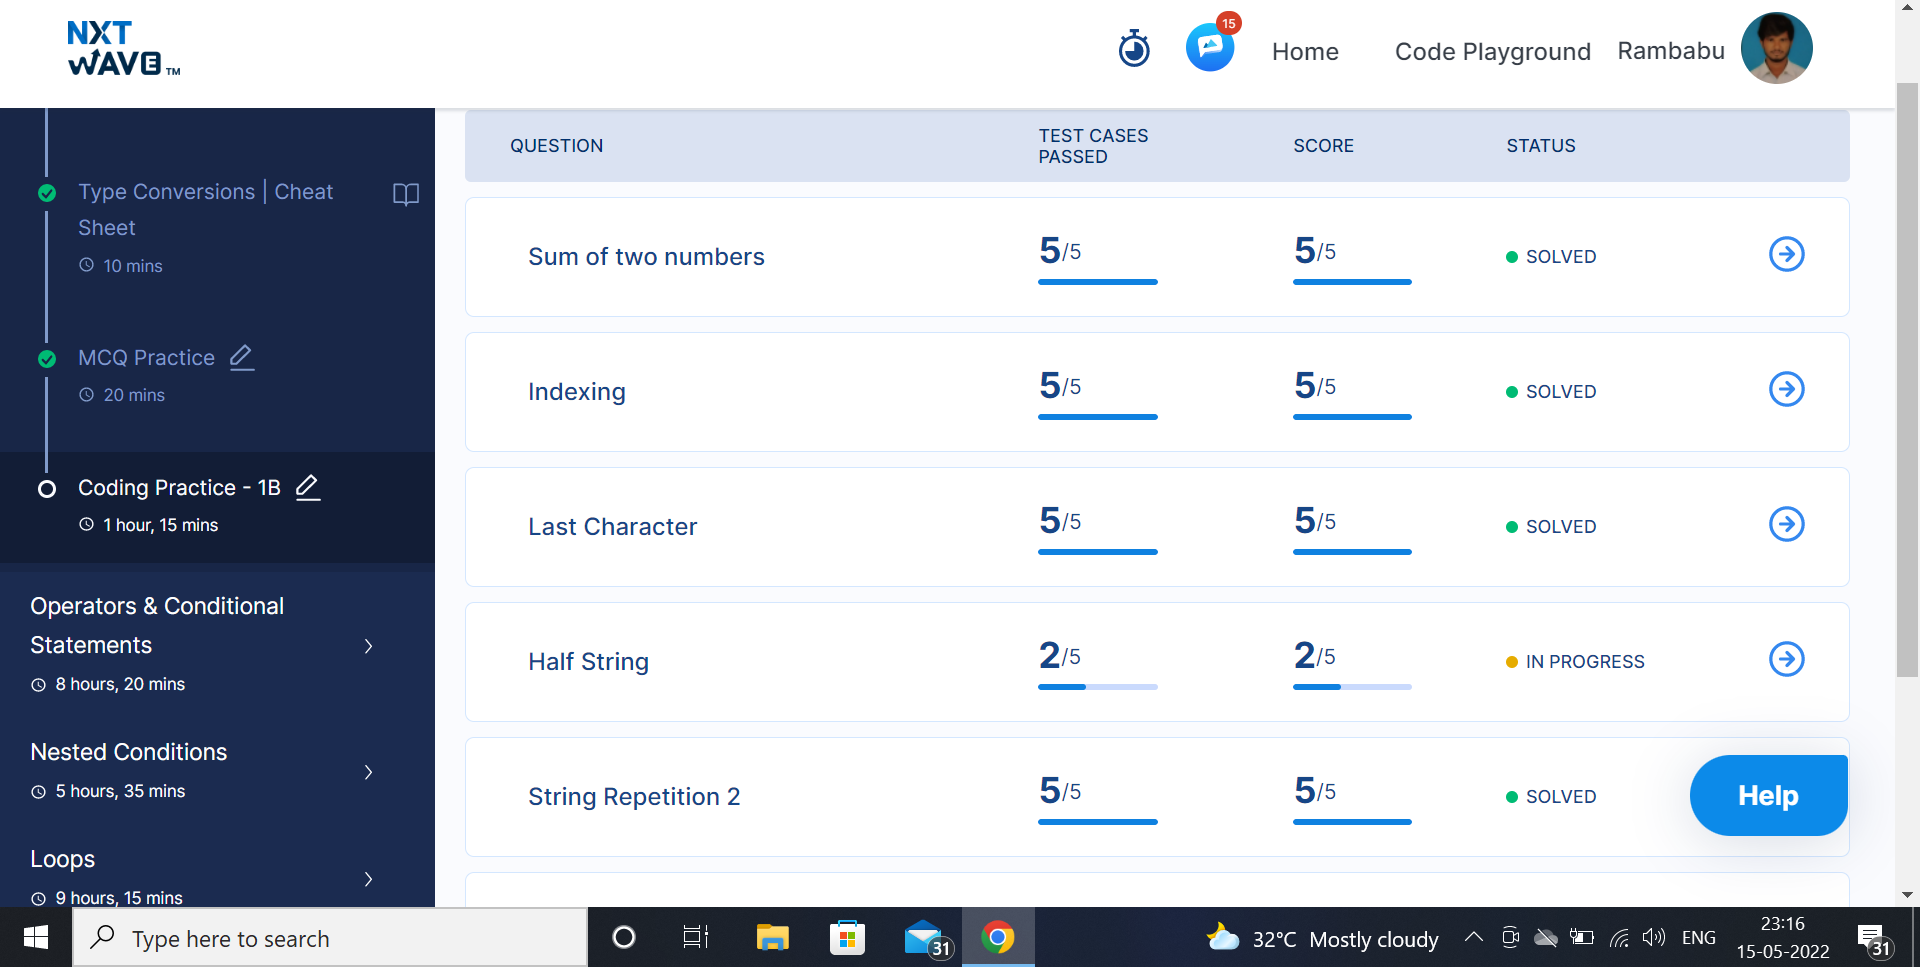 NXT
WAVE TM
15
Home
Code Playground
Rambabu
Type Conversions | Cheat
Sheet
10 mins
MCQ Practice
20 mins
Coding Practice - 1B
1 hour, 15 mins
Operators & Conditional
Statements
8 hours, 20 mins
Nested Conditions
5 hours, 35 mins
Loops
9 hours, 15 mins
QUESTION
TEST CASES
PASSED
SCORE
STATUS
Sum of two numbers
5/5
5/5
SOLVED
Indexing
5/5
5/5
SOLVED
Last Character
5/5
5/5
SOLVED
Half String
2/5
2/5
IN PROGRESS
String Repetition 2
5/5
5/5
SOLVED
Help
Type here to search
31
32°C Mostly cloudy
ENG
23:16
15-05-2022
31